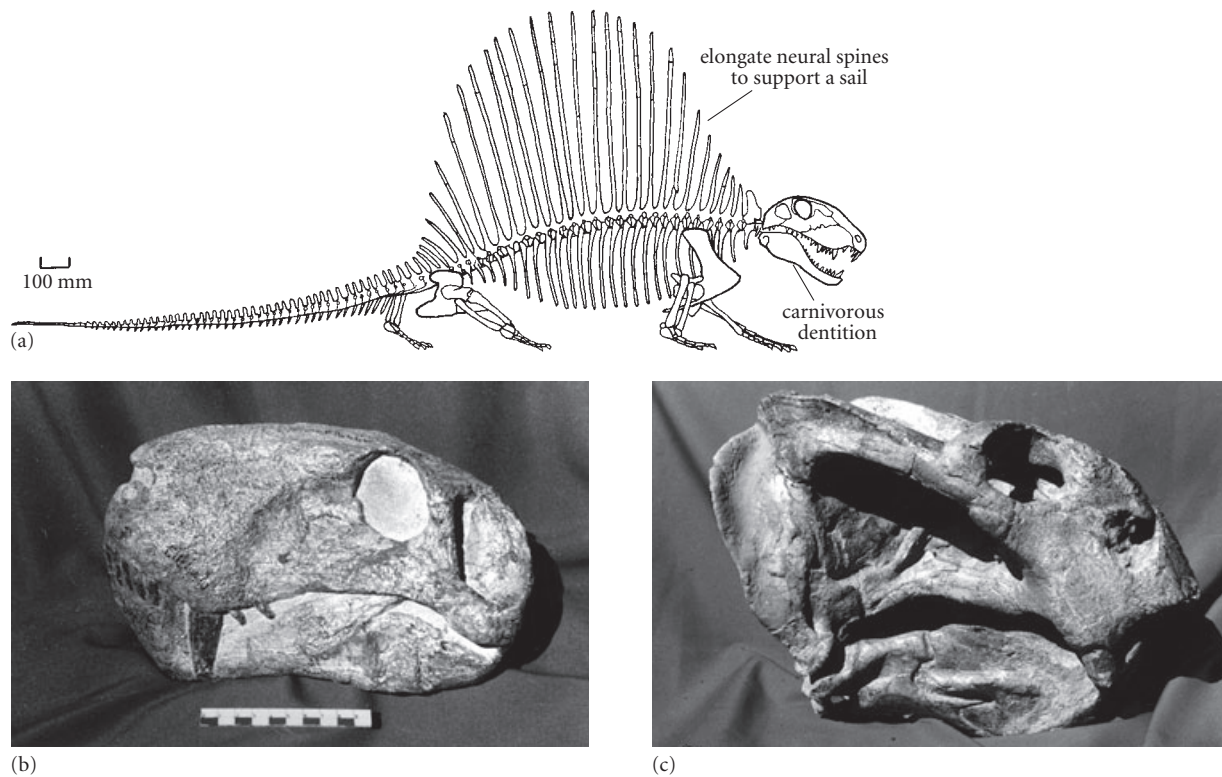 elongate neural spines
to support a sail
100 mm
carnivorous
dentition
(a)
(b)
(c)